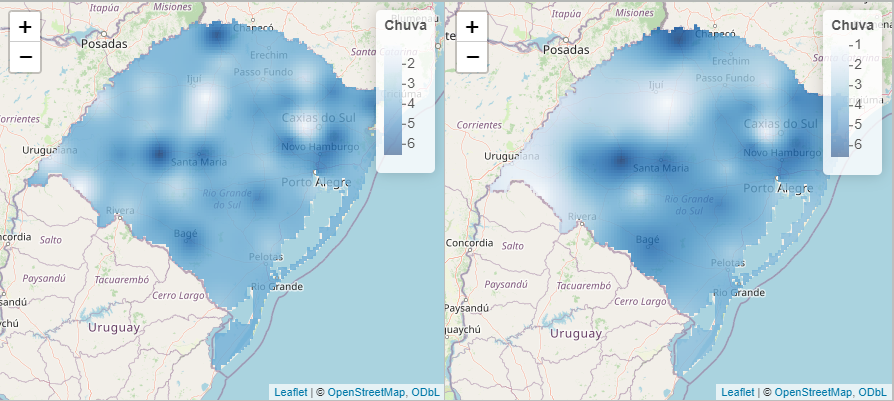 Itapúa
Misiones
Chapecó
Posadas
Chuva
-2
-3
-4
-5
-6
+
−
Erechim
Passo Fundo
Ijuí
Corrientes
Caxias do Sul
Uruguaiana
Santa Maria
Novo Hamburgo
Porto Alegre
Rio Grande
do Sul
Rivera
Bagé
Concordia
Salto
Pelotas
Paysandú
Tacuarembó
Cerro Largo
Rio Grande
Uruguay
Leaflet | © OpenStreetMap, ODbL
Itapúa
Misiones
Chapecó
Posadas
Chuva
-1
-2
-3
-4
-5
-6
+
−
Erechim
Passo Fundo
Ijuí
Corrientes
Caxias do Sul
Uruguaiana
Santa Maria
Novo Hamburgo
Porto Alegre
Rio Grande
do Sul
Rivera
Bagé
Concordia
Salto
Pelotas
Paysandú
Tacuarembó
Cerro Largo
Rio Grande
Uruguay
Leaflet | © OpenStreetMap, ODbL